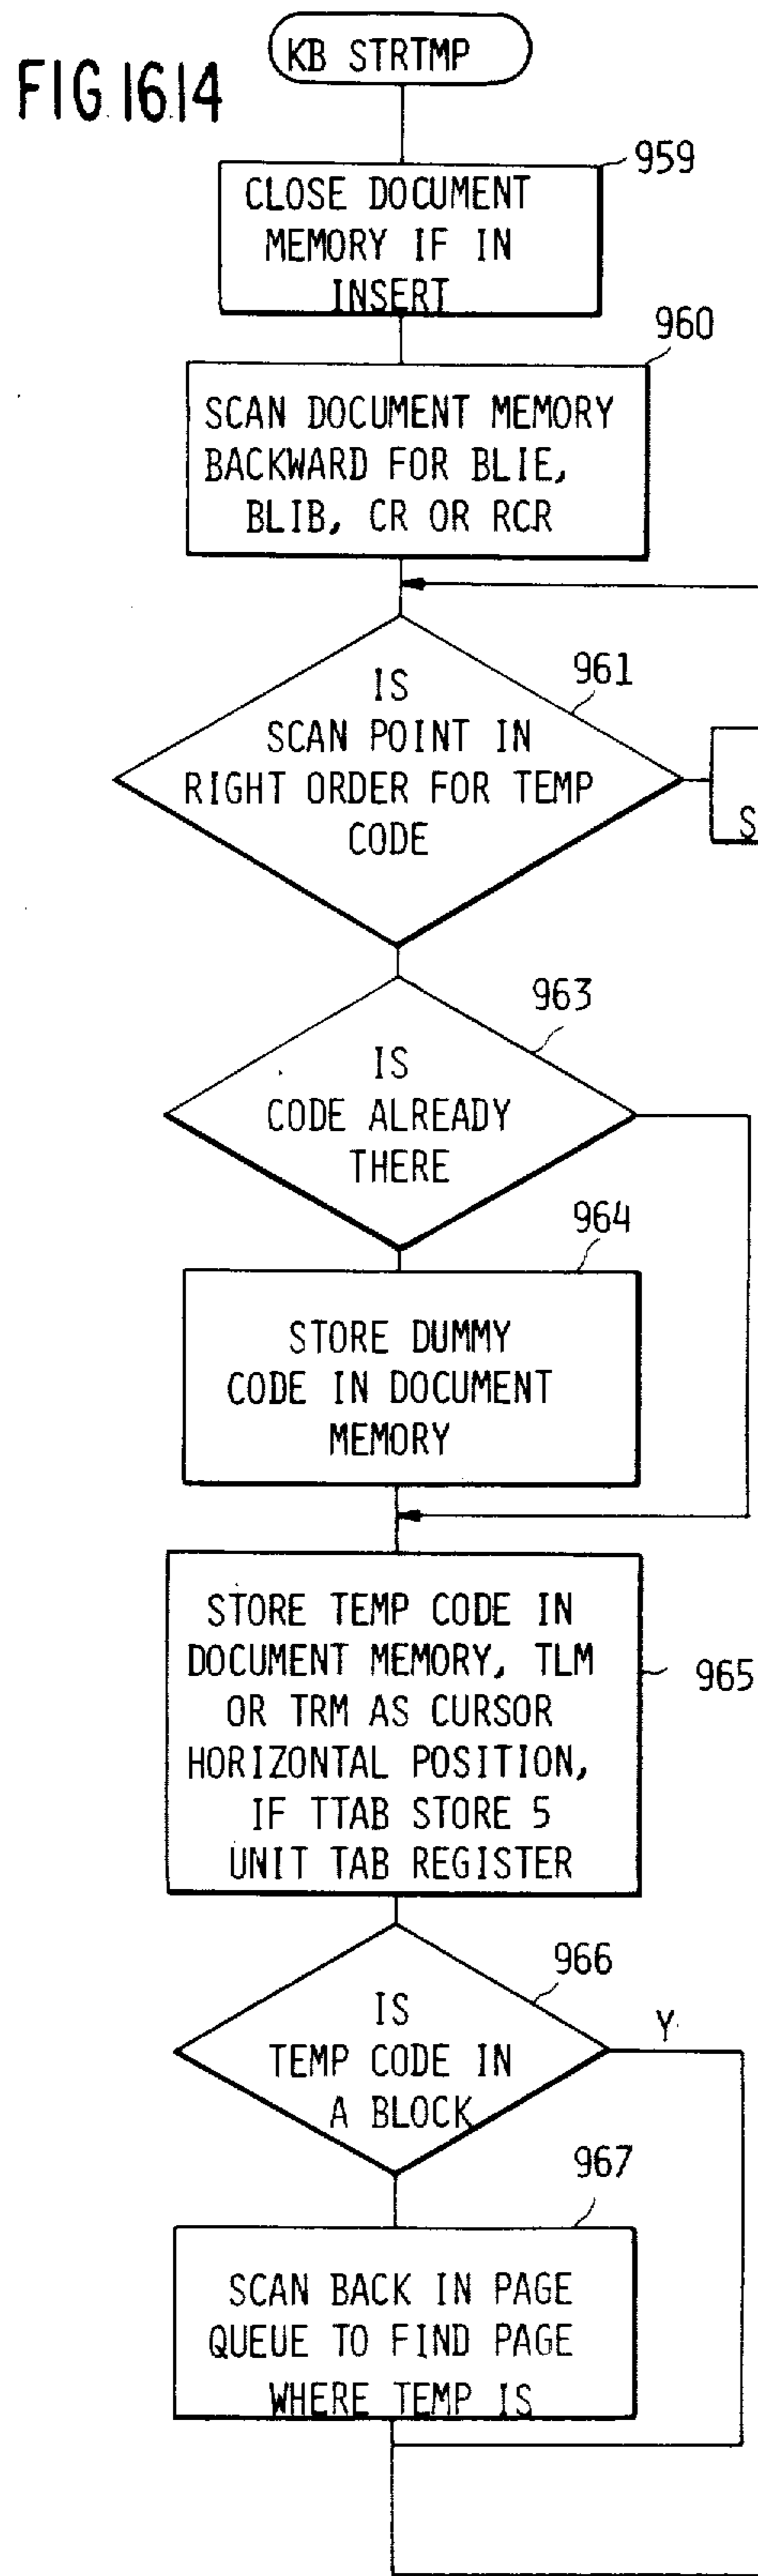 KB STRTMP
FIG 16.14
959
CLOSE DOCUMENT
MEMORY IF IN
INSERT
960
SCAN DOCUMENT MEMORY
BACKWARD FOR BLIE,
BLIB, CR OR RCR
961
IS
SCAN POINT IN
RIGHT ORDER FOR TEMP
CODE
S
963
IS
CODE ALREADY
THERE
964
STORE DUMMY
CODE IN DOCUMENT
MEMORY
STORE TEMP CODE IN
DOCUMENT MEMORY, TLM
OR TRM AS CURSOR
HORIZONTAL POSITION,
IF TTAB STORE 5
UNIT TAB REGISTER
965
966
IS
TEMP CODE IN
A BLOCK
Y
967
SCAN BACK IN PAGE
QUEUE TO FIND PAGE
WHERE TEMP IS